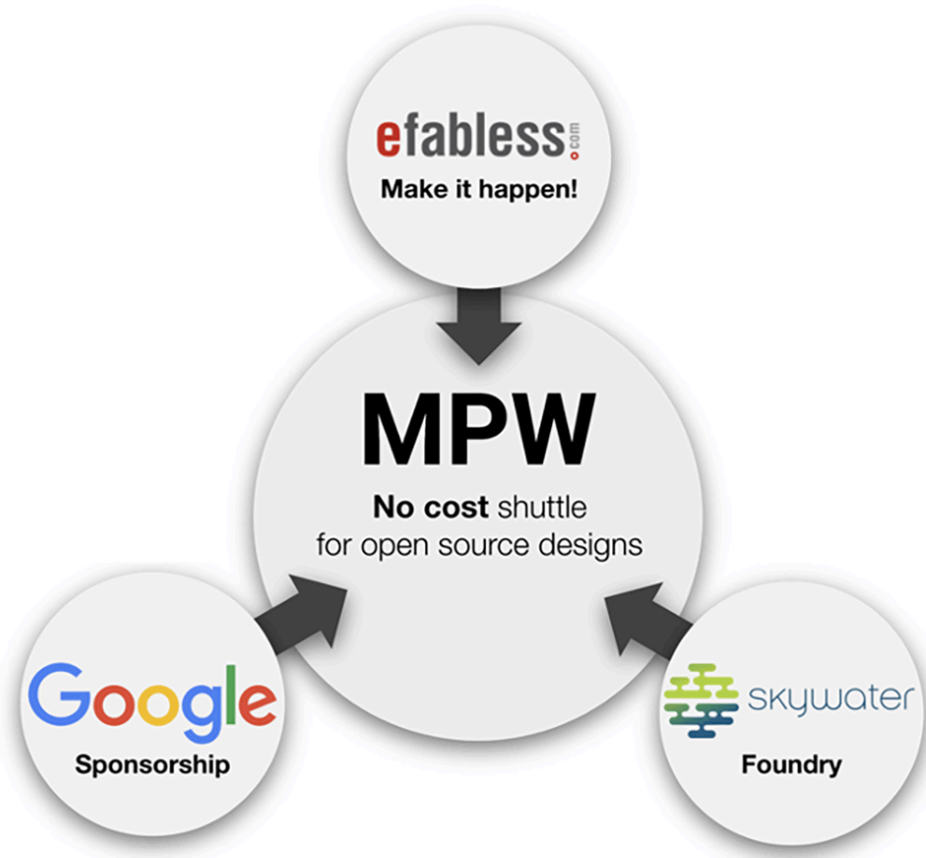 efabless.com
Make it happen!
MPW
No cost shuttle
for open source designs
Google
Sponsorship
skywater
Foundry